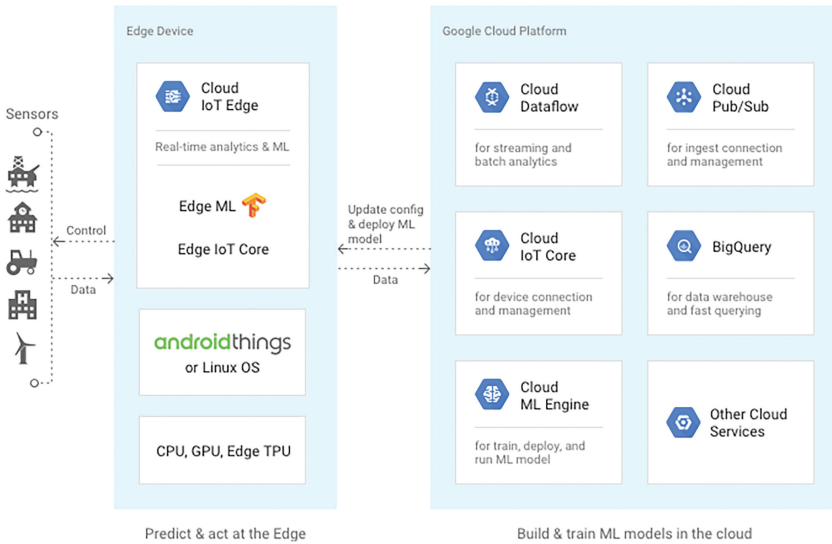 Edge Device
Google Cloud Platform
Sensors
Control
Data
Cloud
IoT Edge
Real-time analytics & ML
Edge ML
Edge IoT Core
androidthings
or Linux OS
CPU, GPU, Edge TPU
Predict & act at the Edge
Update config
& deploy ML
model
Data
Cloud
Dataflow
for streaming and
batch analytics
Cloud
Pub/Sub
for ingest connection
and management
Cloud
IoT Core
for device connection
and management
BigQuery
for data warehouse
and fast querying
Cloud
ML Engine
for train, deploy, and
run ML model
Other Cloud
Services
Build & train ML models in the cloud